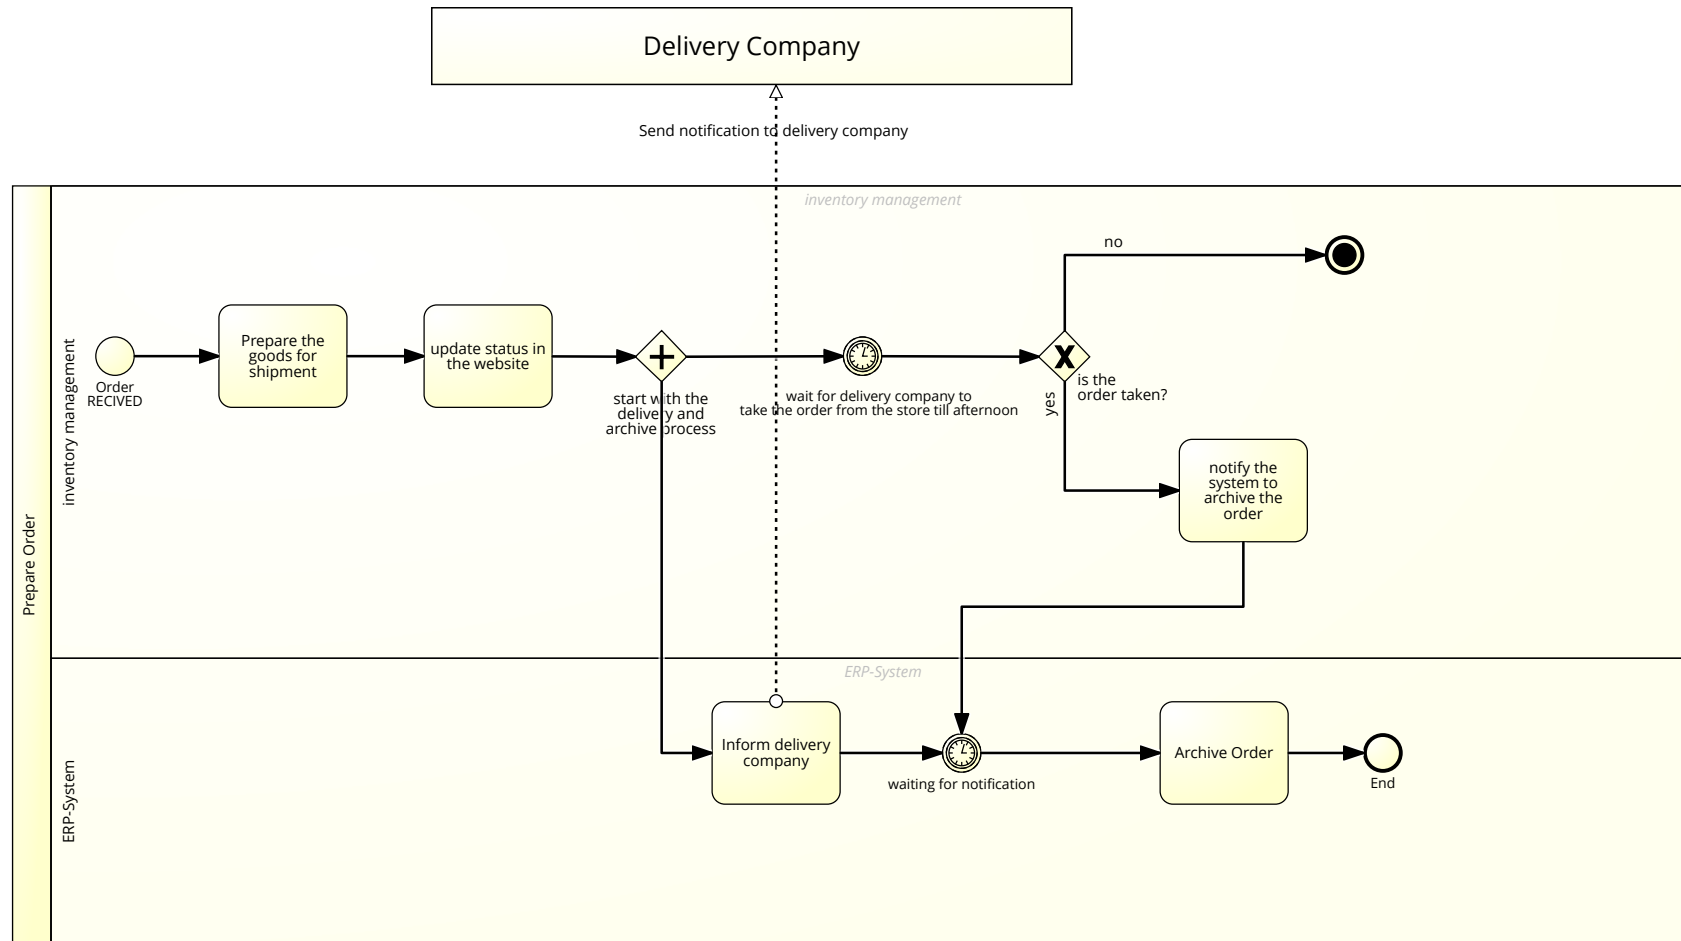 Delivery Company
Send notification to delivery company
inventory management
no
Prepare the
goods for
shipment
update status in
the website
Order
RECIVED
start with the
delivery and
archive process
wait for delivery company to
take the order from the store till afternoon
is the
order taken?
yes
inventory management
notify the
system to
archive the
order
Prepare Order
ERP-System
Inform delivery
company
waiting for notification
Archive Order
End
ERP-System